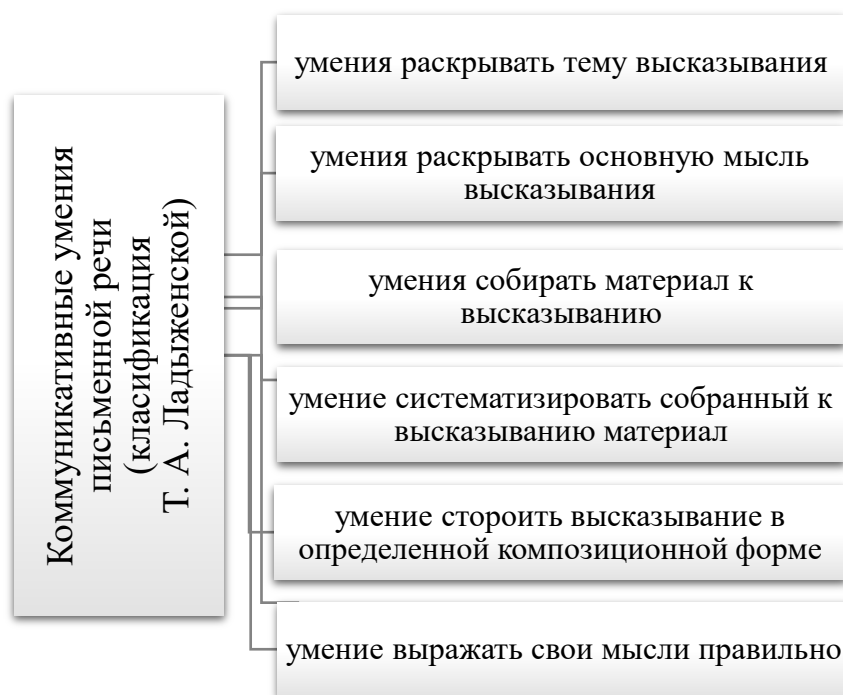 Коммуникативные умения
письменной речи
(класификация
Т. А. Ладыженской)
умения раскрывать тему высказывания
умения раскрывать основную мысль
высказывания
умения собирать материал к
высказыванию
умение систематизировать собранный к
высказыванию материал
умение стороить высказывание в
определенной композиционной форме
умение выражать свои мысли правильно